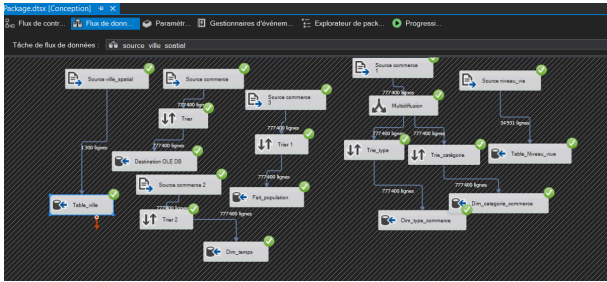 Package.dtsx [Conception]
Flux de contr...
Flux de donn...
Paramètr...
Gestionnaires d'événem...
Explorateur de pack...
Progressi...
Tâche de flux de données :
source ville spatial
Source ville_spatial
Source commerce
Source commerce
3
Source commerce
1
Source niveau_vie
777 400 lignes
777 400 lignes
Trier
Multidiffusion
777 400 lignes
777 400 lignes
777 400 lignes
777 400 lignes
34 931 lignes
1 300 lignes
Trier 1
Trie_type
Trie_catégorie
Table_Niveau_viue
Destination OLE DB
777 400 lignes
Source commerce 2
777 400 lignes
777 400 lignes
Fait_population
Table_ville
777 400 lignes
Dim_categorie_commerce
Trier 2
777 400 lignes
Dim_type_commerce
Dim_temps